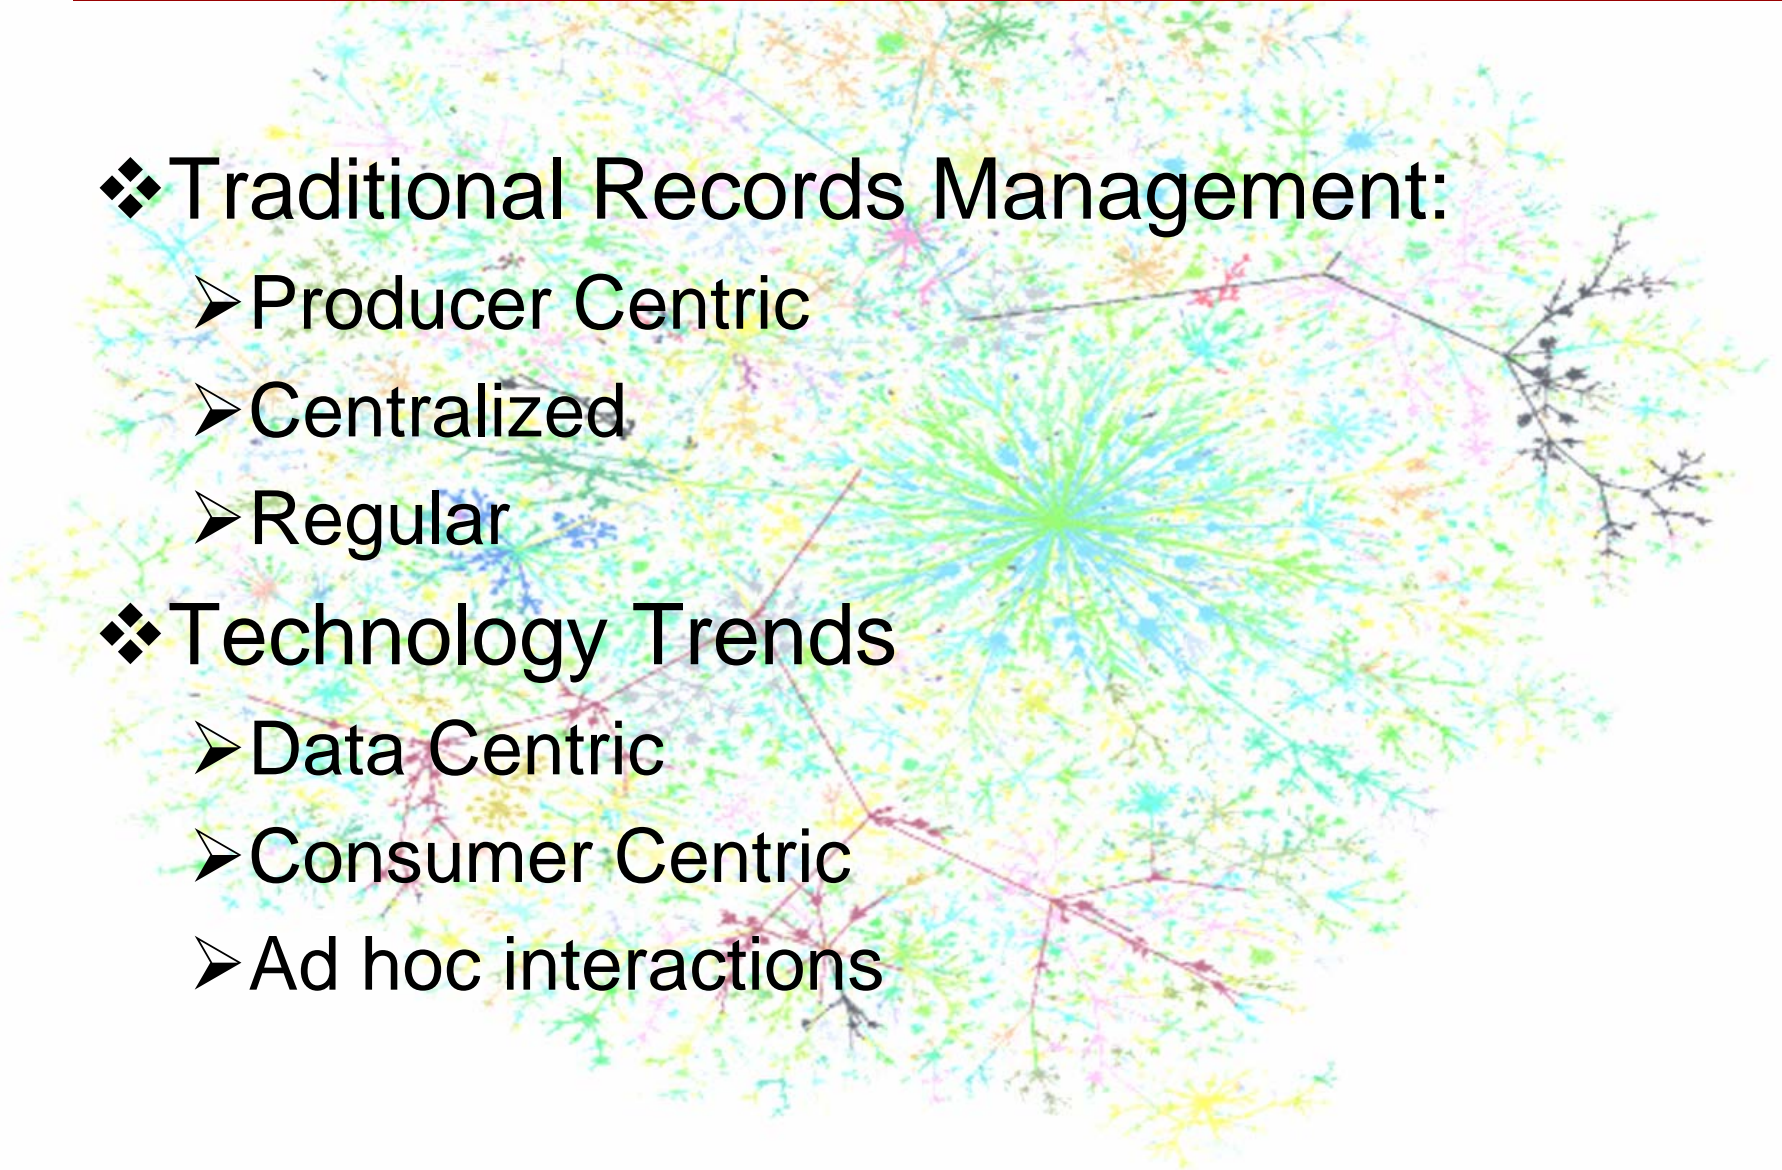 ❖Traditional Records Management:
➢Producer Centric
➢Centralized
➢Regular
❖Technology Trends
➢Data Centric
➢Consumer Centric
➢Ad hoc interactions